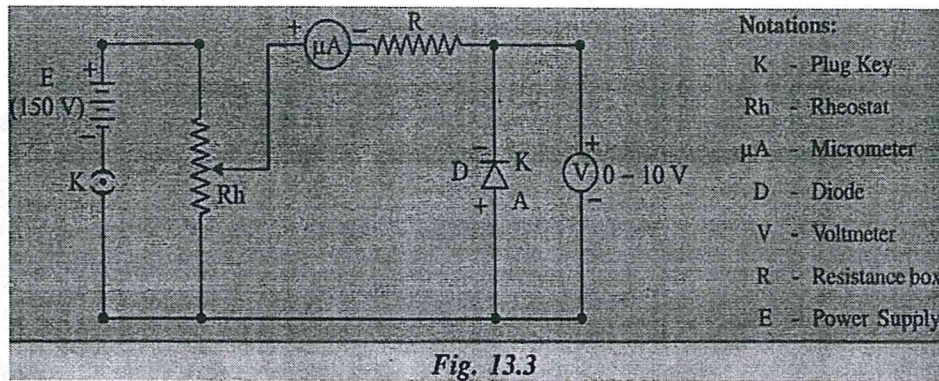 + μA − R
E
(150 V)
+
−
K
Rh
− K
D
+ A
+
V 0 – 10 V
−
Notations:
K - Plug Key
Rh - Rheostat
μA - Micrometer
D - Diode
V - Voltmeter
R - Resistance box
E - Power Supply
Fig. 13.3